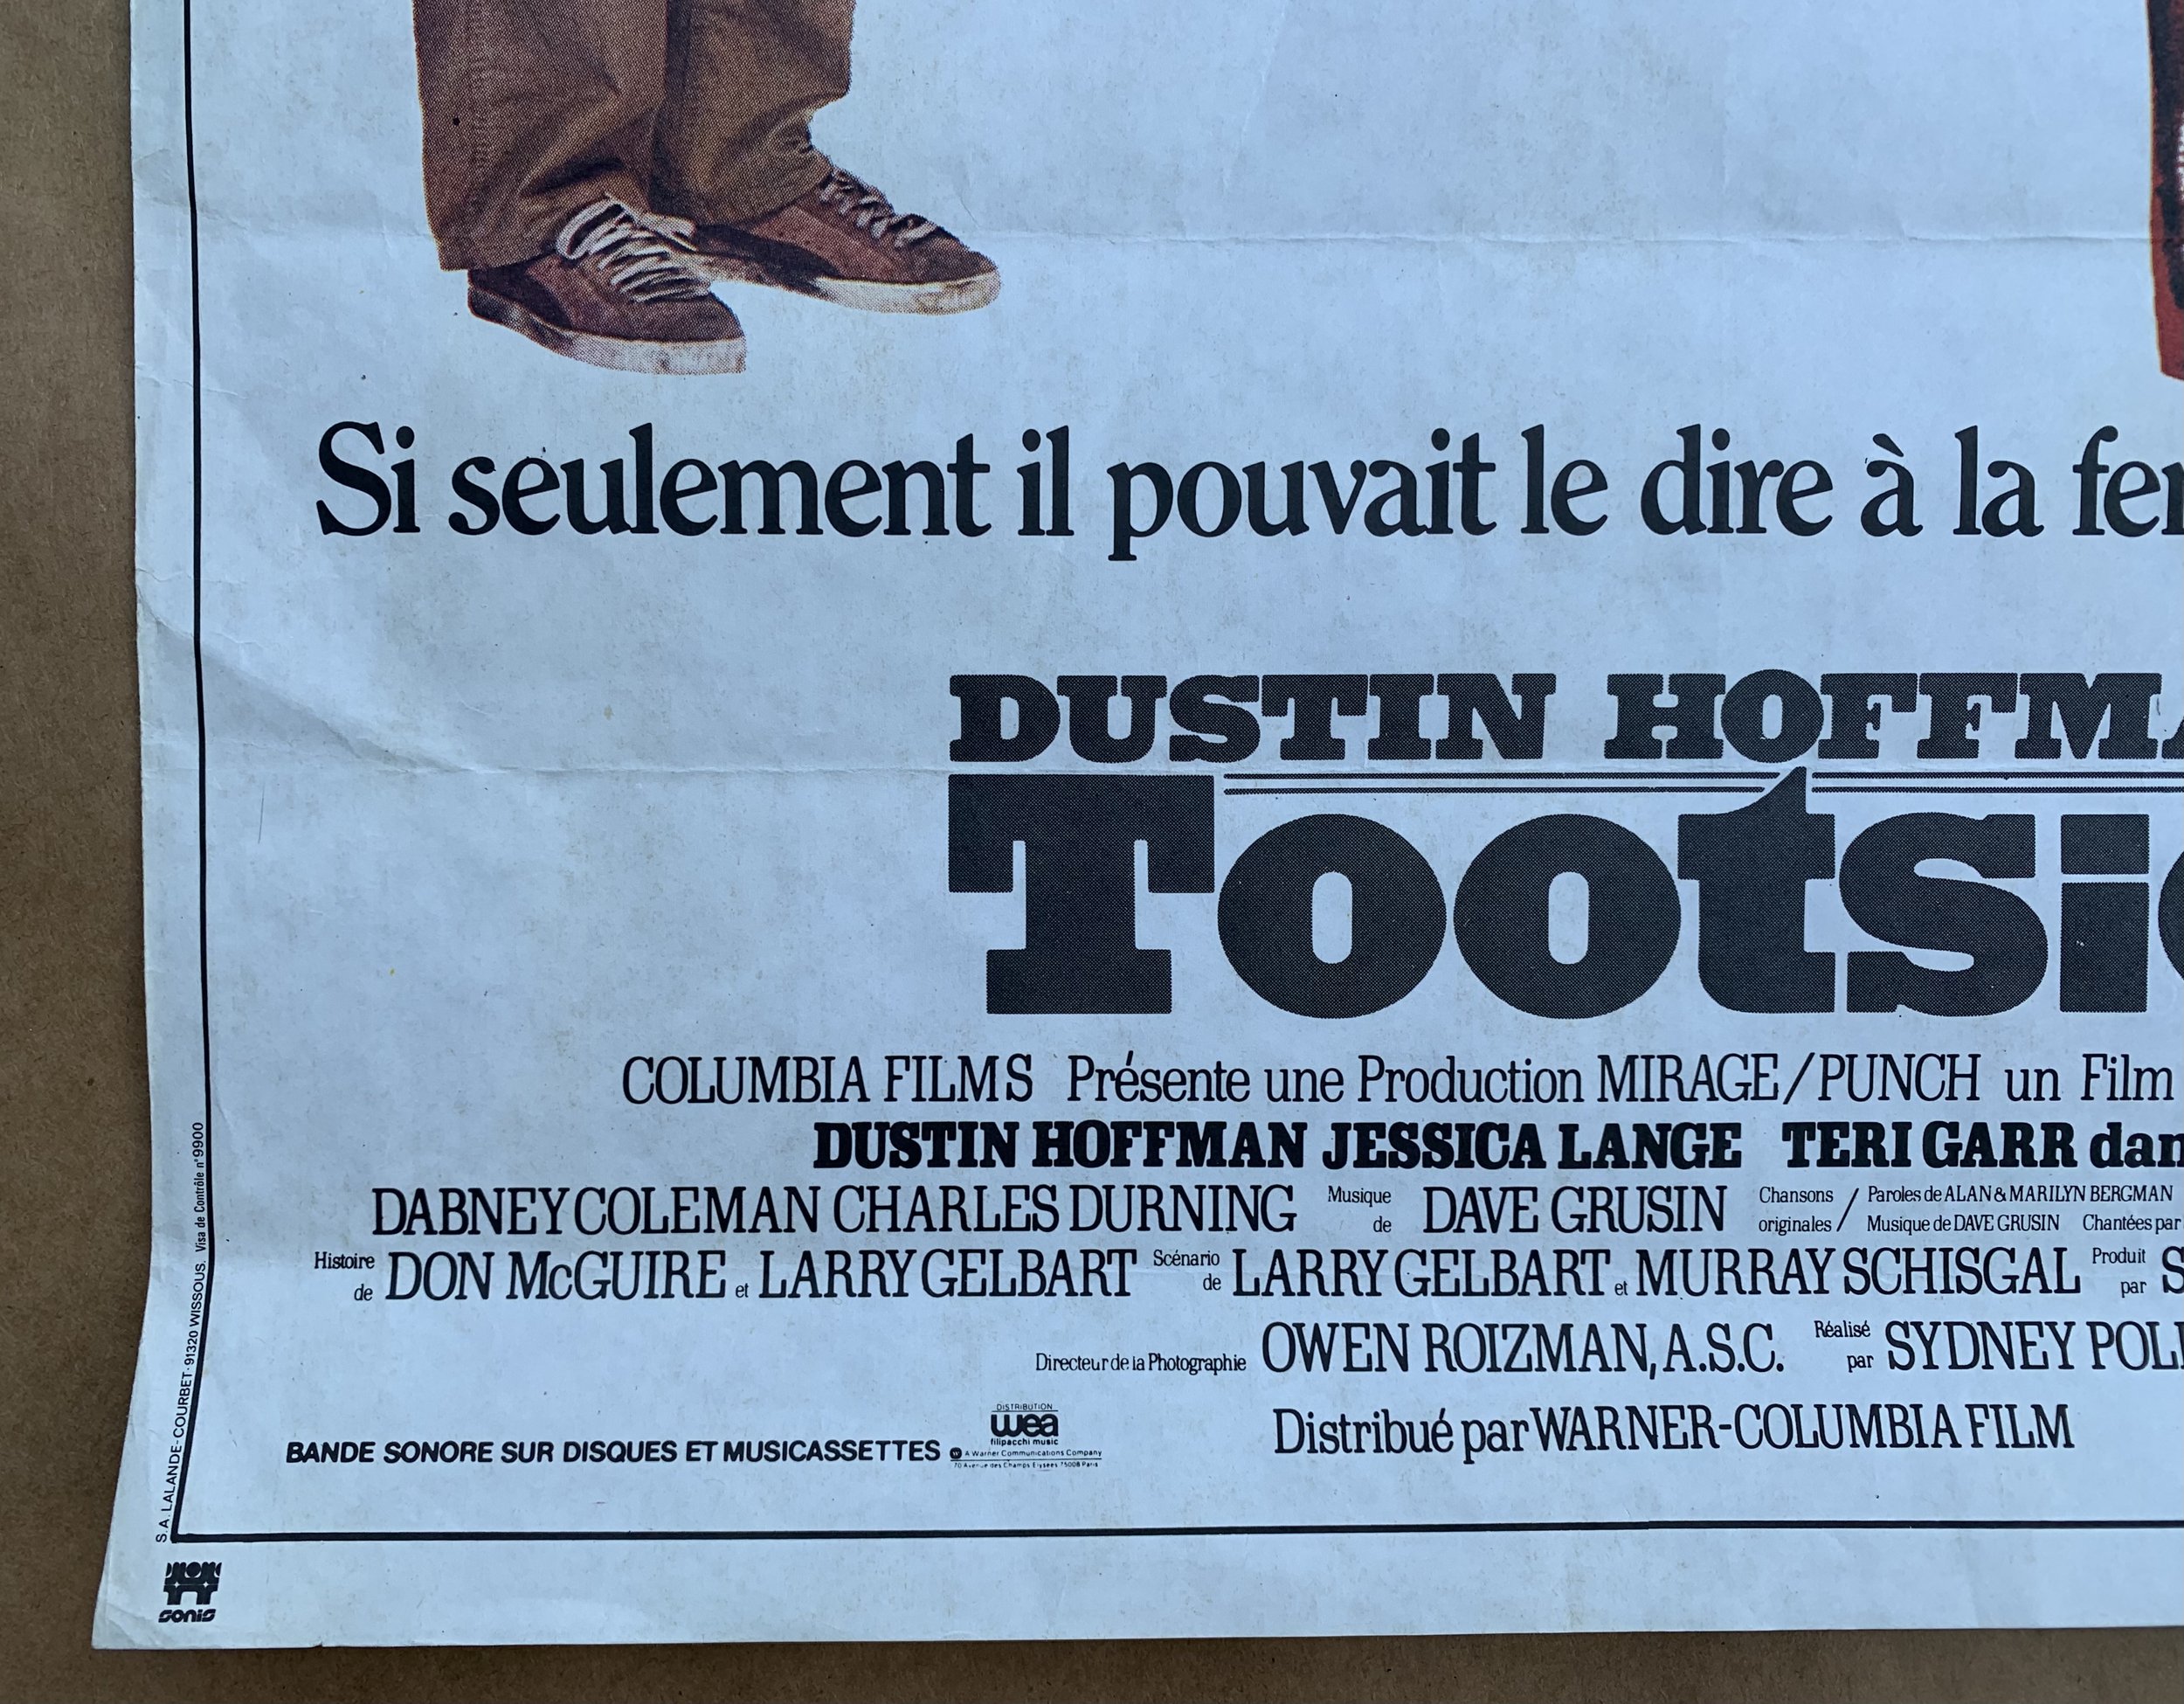 Si seulement il pouvait le dire à la fe
DUSTIN HOFFMA
Tootsi
COLUMBIA FILMS Présente une Production MIRAGE/PUNCH un Film
DUSTIN HOFFMAN JESSICA LANGE TERI GARR dan
DABNEY COLEMAN CHARLES DURNING Musique de DAVE GRUSIN Chansons originales / Paroles de ALAN & MARILYN BERGMAN
Musique de DAVE GRUSIN Chantées par
Histoire de DON McGUIRE et LARRY GELBART Scénario de LARRY GELBART et MURRAY SCHISGAL Produit par S
Directeur de la Photographie OWEN ROIZMAN, A.S.C. Réalisé par SYDNEY POL
DISTRIBUTION
wea
filipacchi music
A Warner Communications Company
70 Avenue des Champs Elysées 75008 Paris
BANDE SONORE SUR DISQUES ET MUSICASSETTES
Distribué par WARNER-COLUMBIA FILM
S.A. LALANDE-COURBET · 91320 WISSOUS. Visa de Contrôle n° 9900
sonis